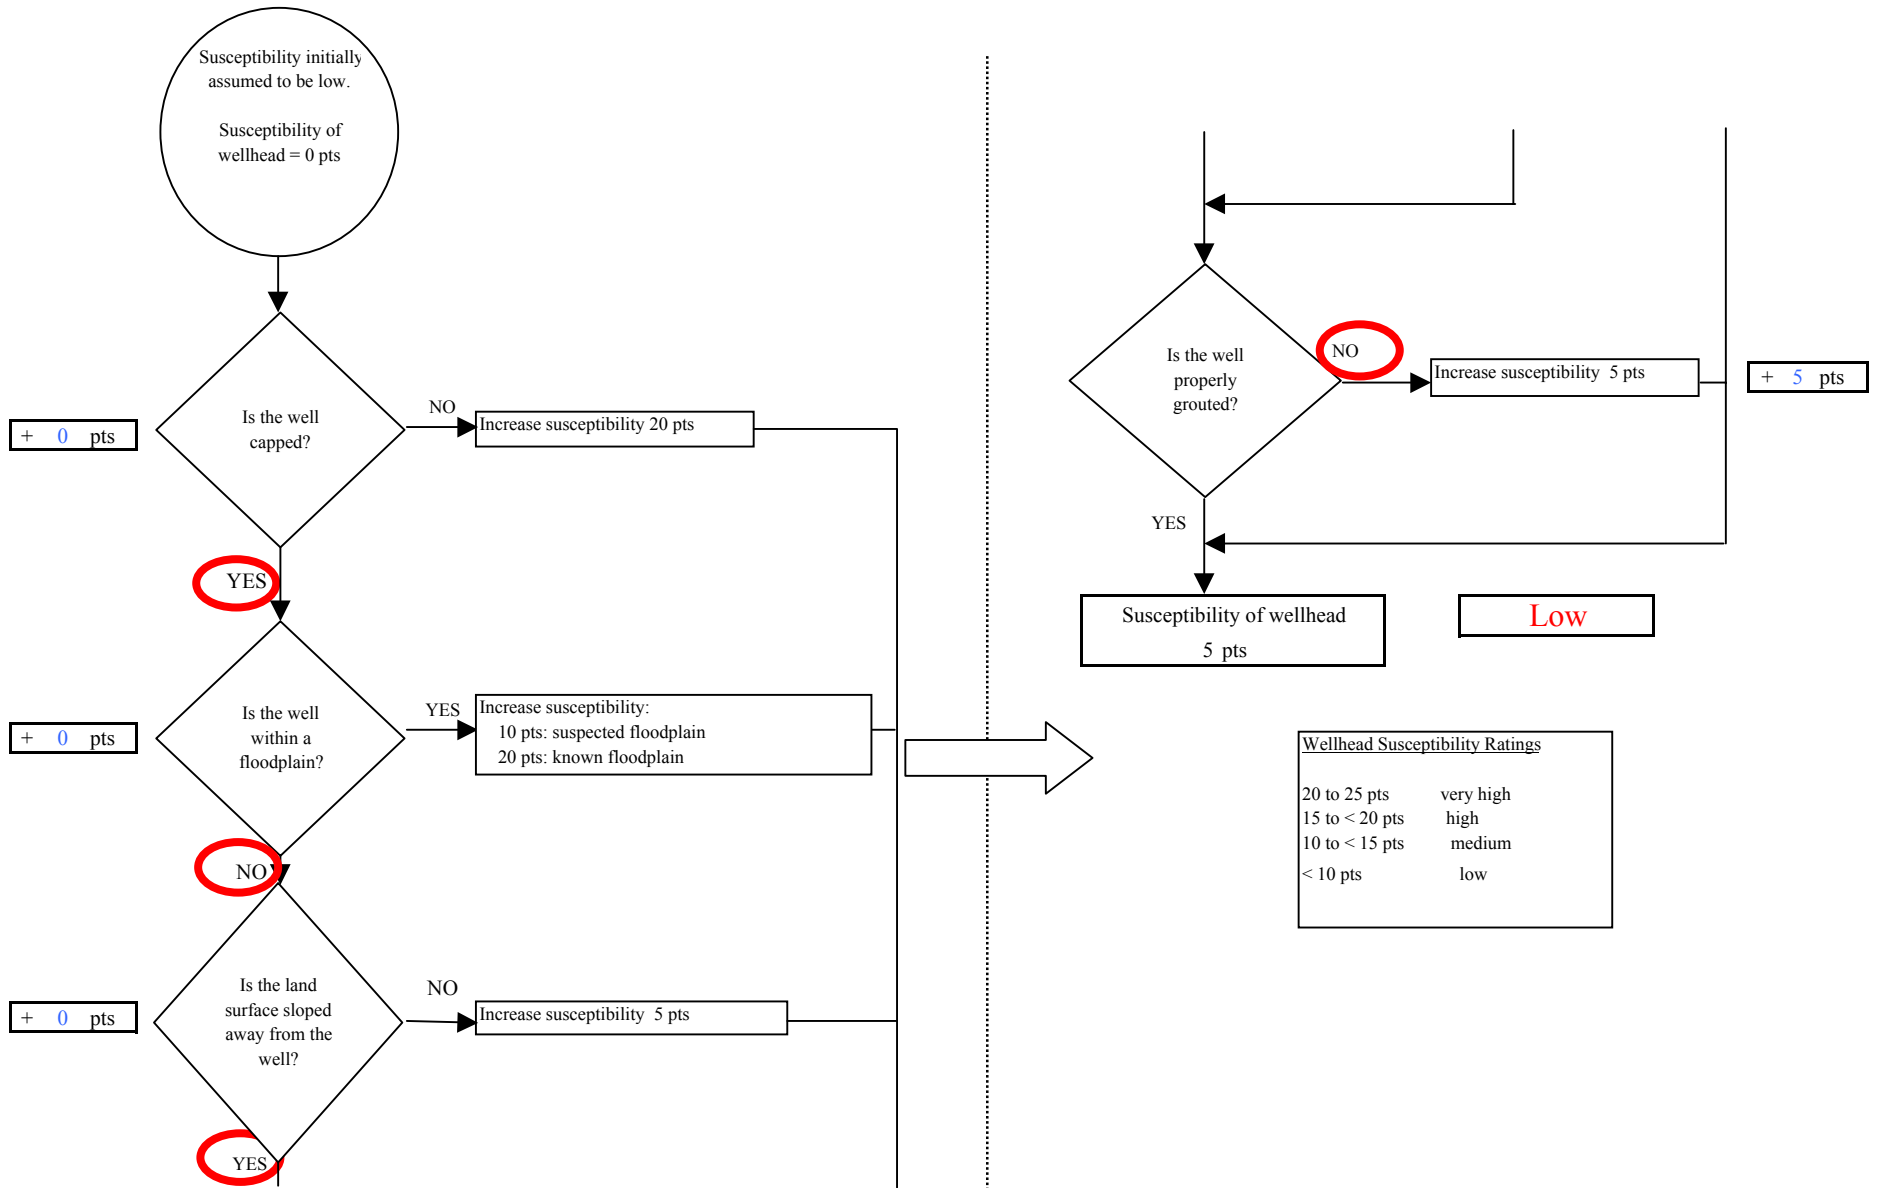 Susceptibility initially
assumed to be low.
Susceptibility of
wellhead = 0 pts
Is the well
capped?
NO
Increase susceptibility 20 pts
+ 0 pts
YES
Is the well
within a
floodplain?
YES
Increase susceptibility:
10 pts: suspected floodplain
20 pts: known floodplain
+ 0 pts
NO
Is the land
surface sloped
away from the
well?
NO
Increase susceptibility 5 pts
+ 0 pts
YES
Is the well
properly
grouted?
NO
Increase susceptibility 5 pts
+ 5 pts
YES
Susceptibility of wellhead
5 pts
Low
Wellhead Susceptibility Ratings
20 to 25 pts very high
15 to < 20 pts high
10 to < 15 pts medium
< 10 pts low